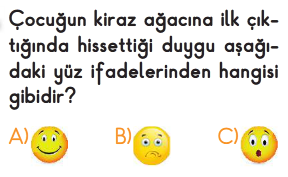 Çocuğun kiraz ağacına ilk çık-
tığında hissettiği duygu aşağı-
daki yüz ifadelerinden hangisi
gibidir?
A) B) C)